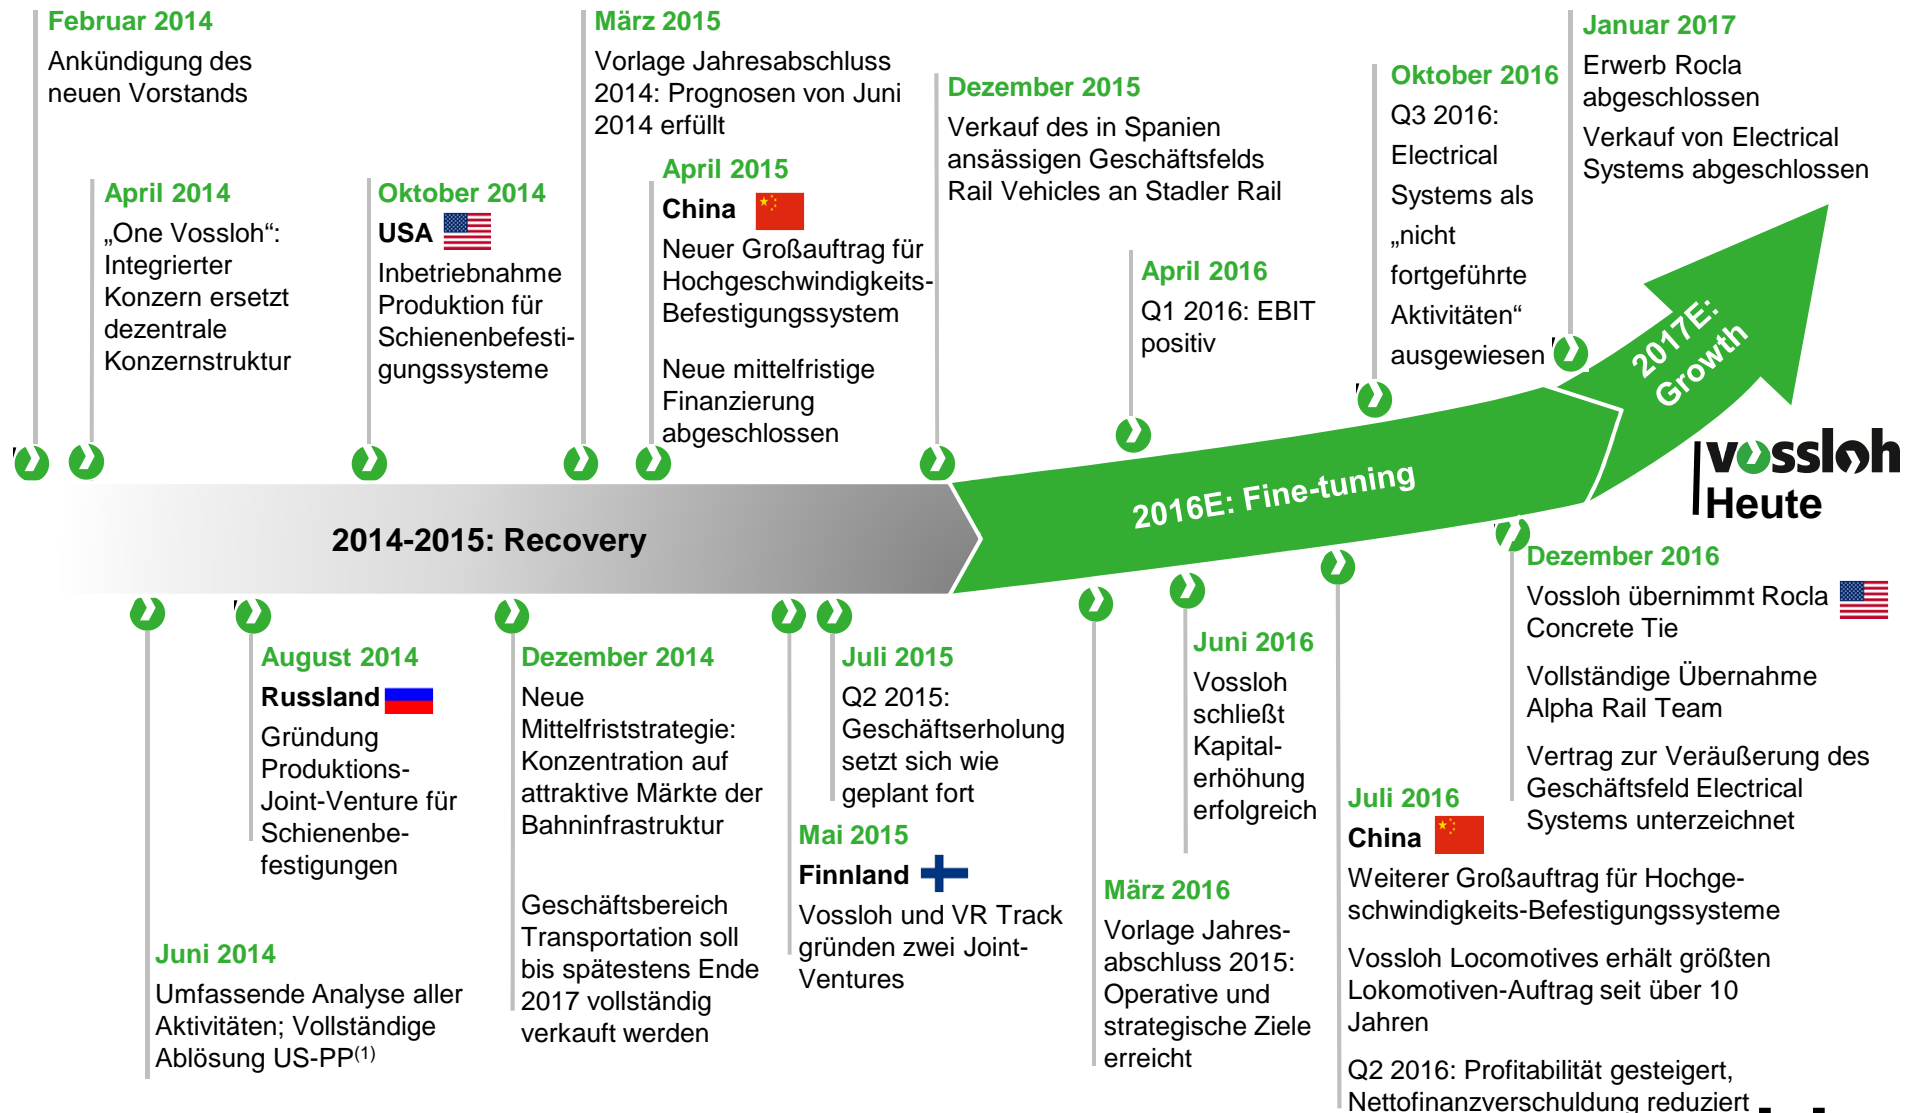 Februar 2014
Ankündigung des
neuen Vorstands
April 2014
„One Vossloh“:
Integrierter
Konzern ersetzt
dezentrale
Konzernstruktur
Oktober 2014
USA
Inbetriebnahme
Produktion für
Schienenbefesti-
gungssysteme
März 2015
Vorlage Jahresabschluss
2014: Prognosen von Juni
2014 erfüllt
April 2015
China
Neuer Großauftrag für
Hochgeschwindigkeits-
Befestigungssystem
Neue mittelfristige
Finanzierung
abgeschlossen
Dezember 2015
Verkauf des in Spanien
ansässigen Geschäftsfelds
Rail Vehicles an Stadler Rail
April 2016
Q1 2016: EBIT
positiv
Oktober 2016
Q3 2016:
Electrical
Systems als
„nicht
fortgeführte
Aktivitäten“
ausgewiesen
Januar 2017
Erwerb Rocla
abgeschlossen
Verkauf von Electrical
Systems abgeschlossen
2014-2015: Recovery
2016E: Fine-tuning
2017E:
Growth
vossloh
Heute
Juni 2014
Umfassende Analyse aller
Aktivitäten; Vollständige
Ablösung US-PP(1)
August 2014
Russland
Gründung
Produktions-
Joint-Venture für
Schienenbe-
festigungen
Dezember 2014
Neue
Mittelfriststrategie:
Konzentration auf
attraktive Märkte der
Bahninfrastruktur
Geschäftsbereich
Transportation soll
bis spätestens Ende
2017 vollständig
verkauft werden
Juli 2015
Q2 2015:
Geschäftserholung
setzt sich wie
geplant fort
Mai 2015
Finnland
Vossloh und VR Track
gründen zwei Joint-
Ventures
März 2016
Vorlage Jahres-
abschluss 2015:
Operative und
strategische Ziele
erreicht
Juni 2016
Vossloh
schließt
Kapital-
erhöhung
erfolgreich
Juli 2016
China
Weiterer Großauftrag für Hochge-
schwindigkeits-Befestigungssysteme
Vossloh Locomotives erhält größten
Lokomotiven-Auftrag seit über 10
Jahren
Q2 2016: Profitabilität gesteigert,
Nettofinanzverschuldung reduziert
Dezember 2016
Vossloh übernimmt Rocla
Concrete Tie
Vollständige Übernahme
Alpha Rail Team
Vertrag zur Veräußerung des
Geschäftsfeld Electrical
Systems unterzeichnet